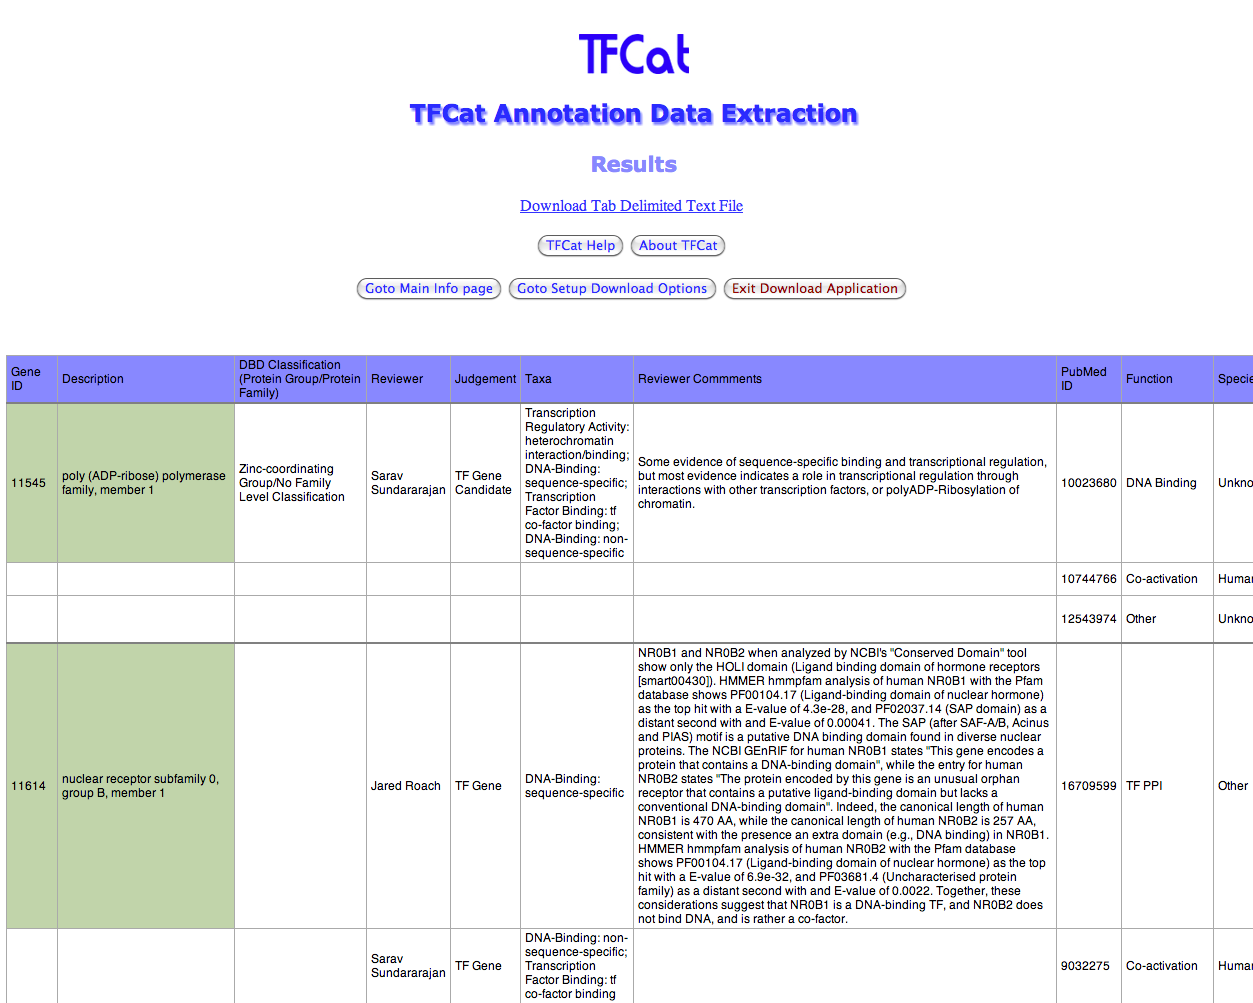 TFCat
TFCat Annotation Data Extraction
Results
Download Tab Delimited Text File
TFCat Help
About TFCat
Goto Main Info page
Goto Setup Download Options
Exit Download Application
Gene
ID
Description
DBD Classification
(Protein Group/Protein
Family)
Reviewer
Judgement
Taxa
Reviewer Commments
PubMed
ID
Function
Specie
11545
poly (ADP-ribose) polymerase
family, member 1
Zinc-coordinating
Group/No Family
Level Classification
Sarav
Sundararajan
TF Gene
Candidate
Transcription
Regulatory Activity:
heterochromatin
interaction/binding;
DNA-Binding:
sequence-specific;
Transcription
Factor Binding: tf
co-factor binding;
DNA-Binding: non-
sequence-specific
Some evidence of sequence-specific binding and transcriptional regulation,
but most evidence indicates a role in transcriptional regulation through
interactions with other transcription factors, or polyADP-Ribosylation of
chromatin.
10023680
DNA Binding
Unkno
10744766
Co-activation
Human
12543974
Other
Unkno
11614
nuclear receptor subfamily 0,
group B, member 1
Jared Roach
TF Gene
DNA-Binding:
sequence-specific
NR0B1 and NR0B2 when analyzed by NCBI's "Conserved Domain" tool
show only the HOLI domain (Ligand binding domain of hormone receptors
[smart00430]). HMMER hmmpfam analysis of human NR0B1 with the Pfam
database shows PF00104.17 (Ligand-binding domain of nuclear hormone)
as the top hit with a E-value of 4.3e-28, and PF02037.14 (SAP domain) as a
distant second with and E-value of 0.00041. The SAP (after SAF-A/B, Acinus
and PIAS) motif is a putative DNA binding domain found in diverse nuclear
proteins. The NCBI GEnRIF for human NR0B1 states "This gene encodes a
protein that contains a DNA-binding domain", while the entry for human
NR0B2 states "The protein encoded by this gene is an unusual orphan
receptor that contains a putative ligand-binding domain but lacks a
conventional DNA-binding domain". Indeed, the canonical length of human
NR0B1 is 470 AA, while the canonical length of human NR0B2 is 257 AA,
consistent with the presence an extra domain (e.g., DNA binding) in NR0B1.
HMMER hmmpfam analysis of human NR0B2 with the Pfam database
shows PF00104.17 (Ligand-binding domain of nuclear hormone) as the top
hit with a E-value of 6.9e-32, and PF03681.4 (Uncharacterised protein
family) as a distant second with and E-value of 0.0022. Together, these
considerations suggest that NR0B1 is a DNA-binding TF, and NR0B2 does
not bind DNA, and is rather a co-factor.
16709599
TF PPI
Other
Sarav
Sundararajan
TF Gene
DNA-Binding: non-
sequence-specific;
Transcription
Factor Binding: tf
co-factor binding
9032275
Co-activation
Human